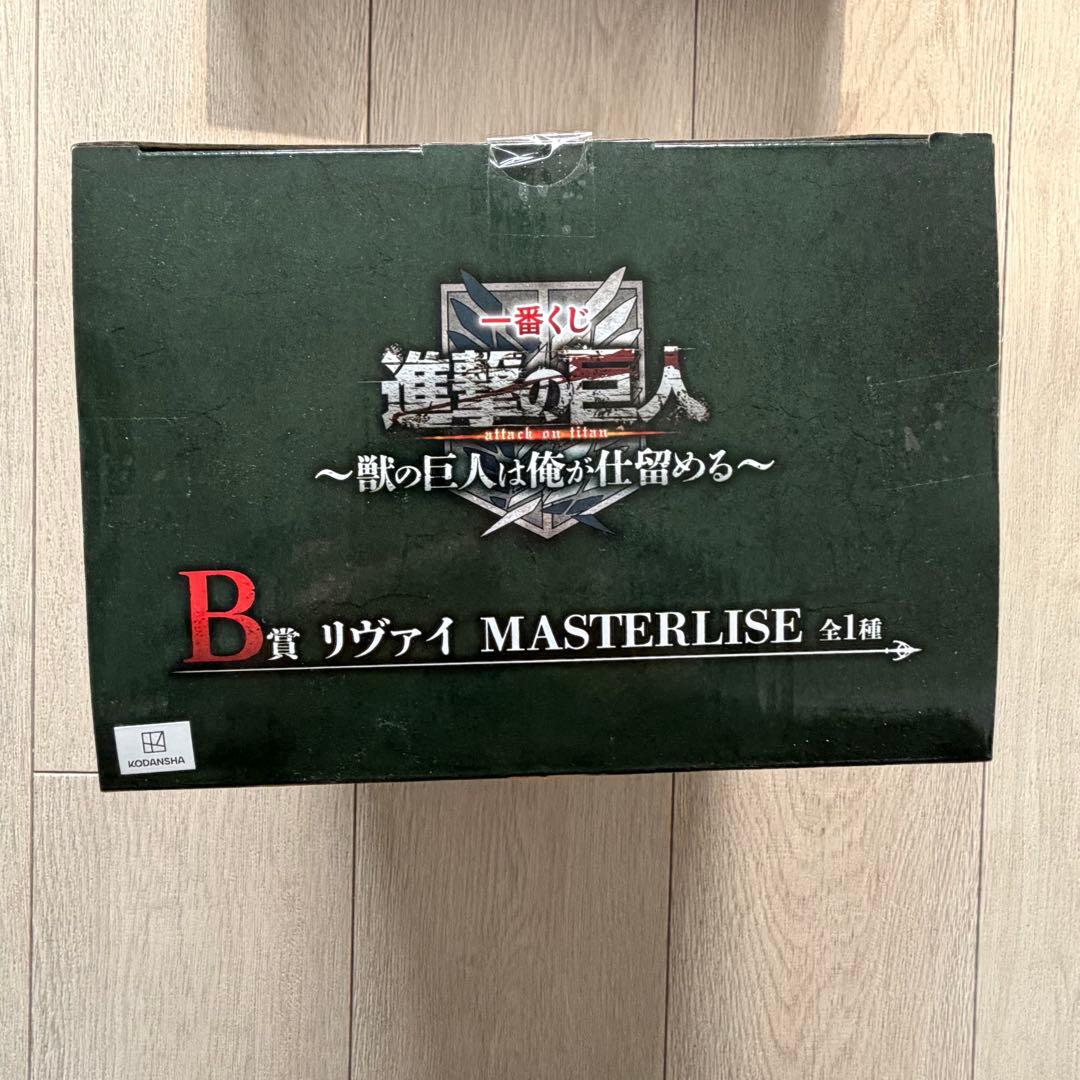 一番くじ
進撃の巨人
attack on titan
～獣の巨人は俺が仕留める～
B賞 リヴァイ MASTERLISE 全1種
KODANSHA